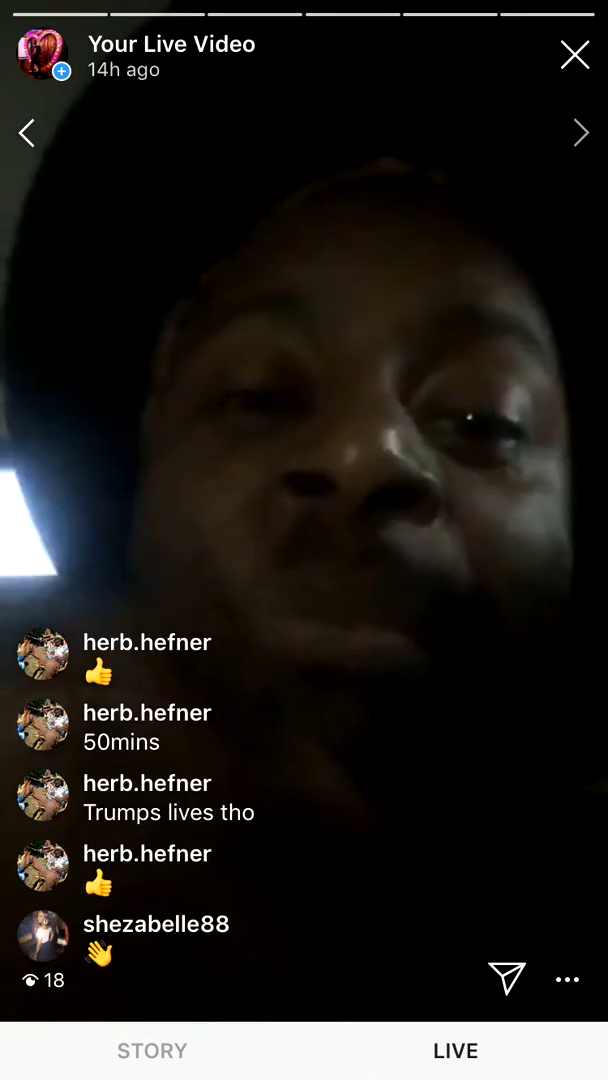 Your Live Video
14h ago
herb.hefner
👍
herb.hefner
50mins
herb.hefner
Trumps lives tho
herb.hefner
👍
shezabelle88
👋
18
STORY
LIVE